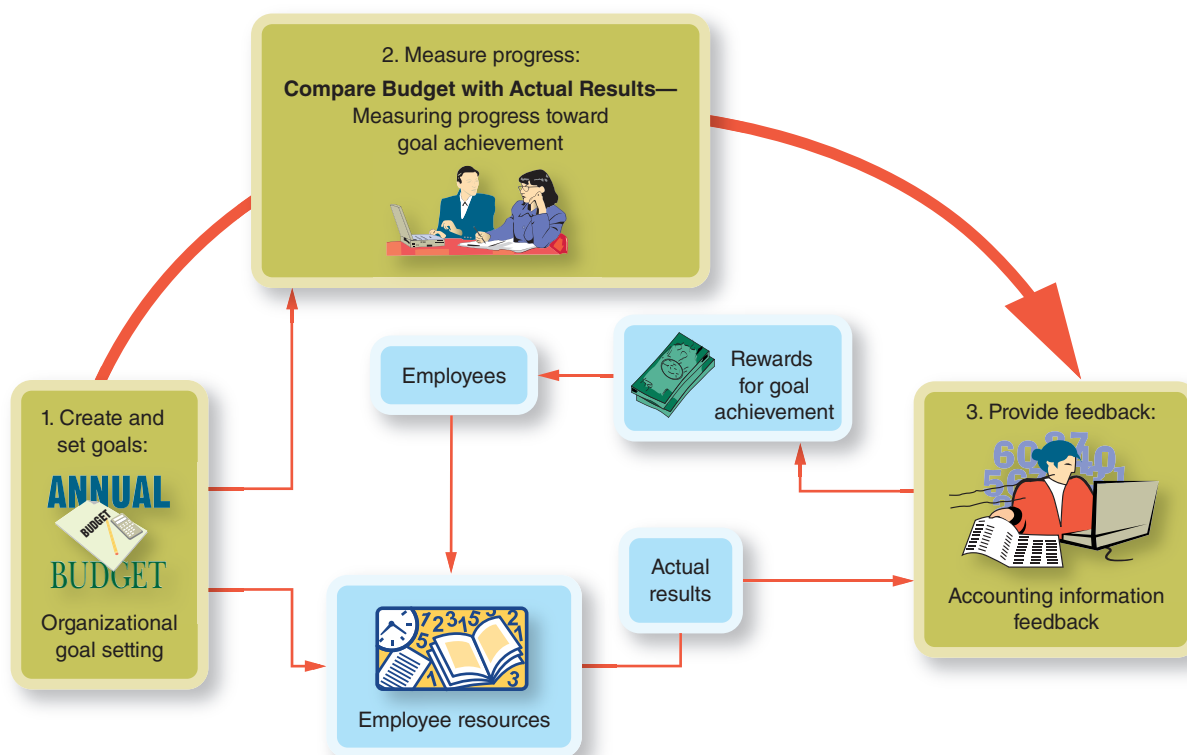 2. Measure progress:
Compare Budget with Actual Results—
Measuring progress toward
goal achievement
1. Create and
set goals:
ANNUAL
BUDGET
BUDGET
Organizational
goal setting
Employees
Rewards
for goal
achievement
3. Provide feedback:
Accounting information
feedback
Actual
results
Employee resources